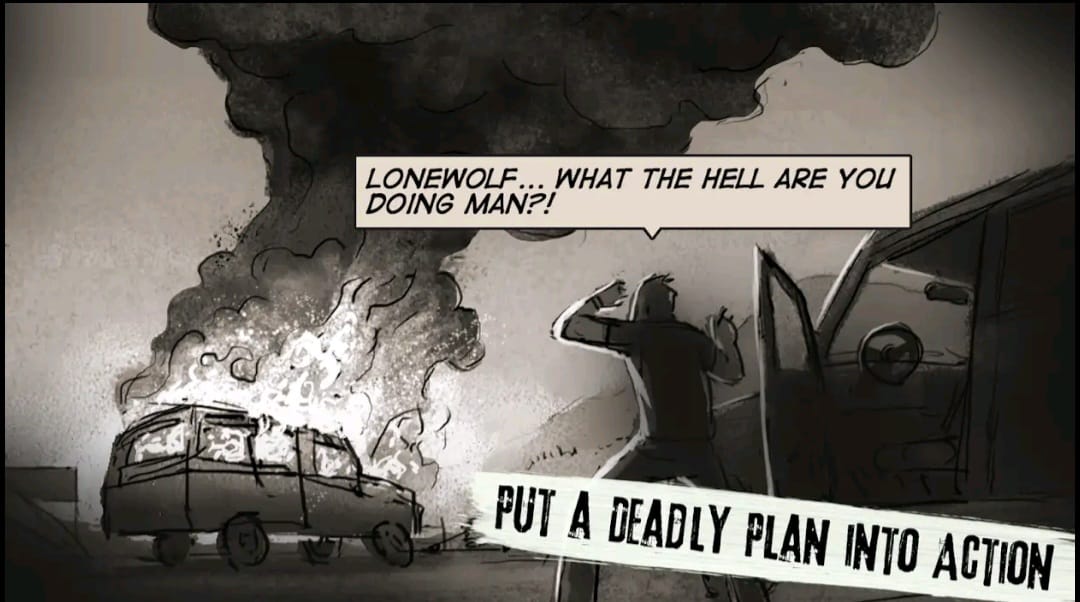 LONEWOLF... WHAT THE HELL ARE YOU
DOING MAN?!
PUT A DEADLY PLAN INTO ACTION